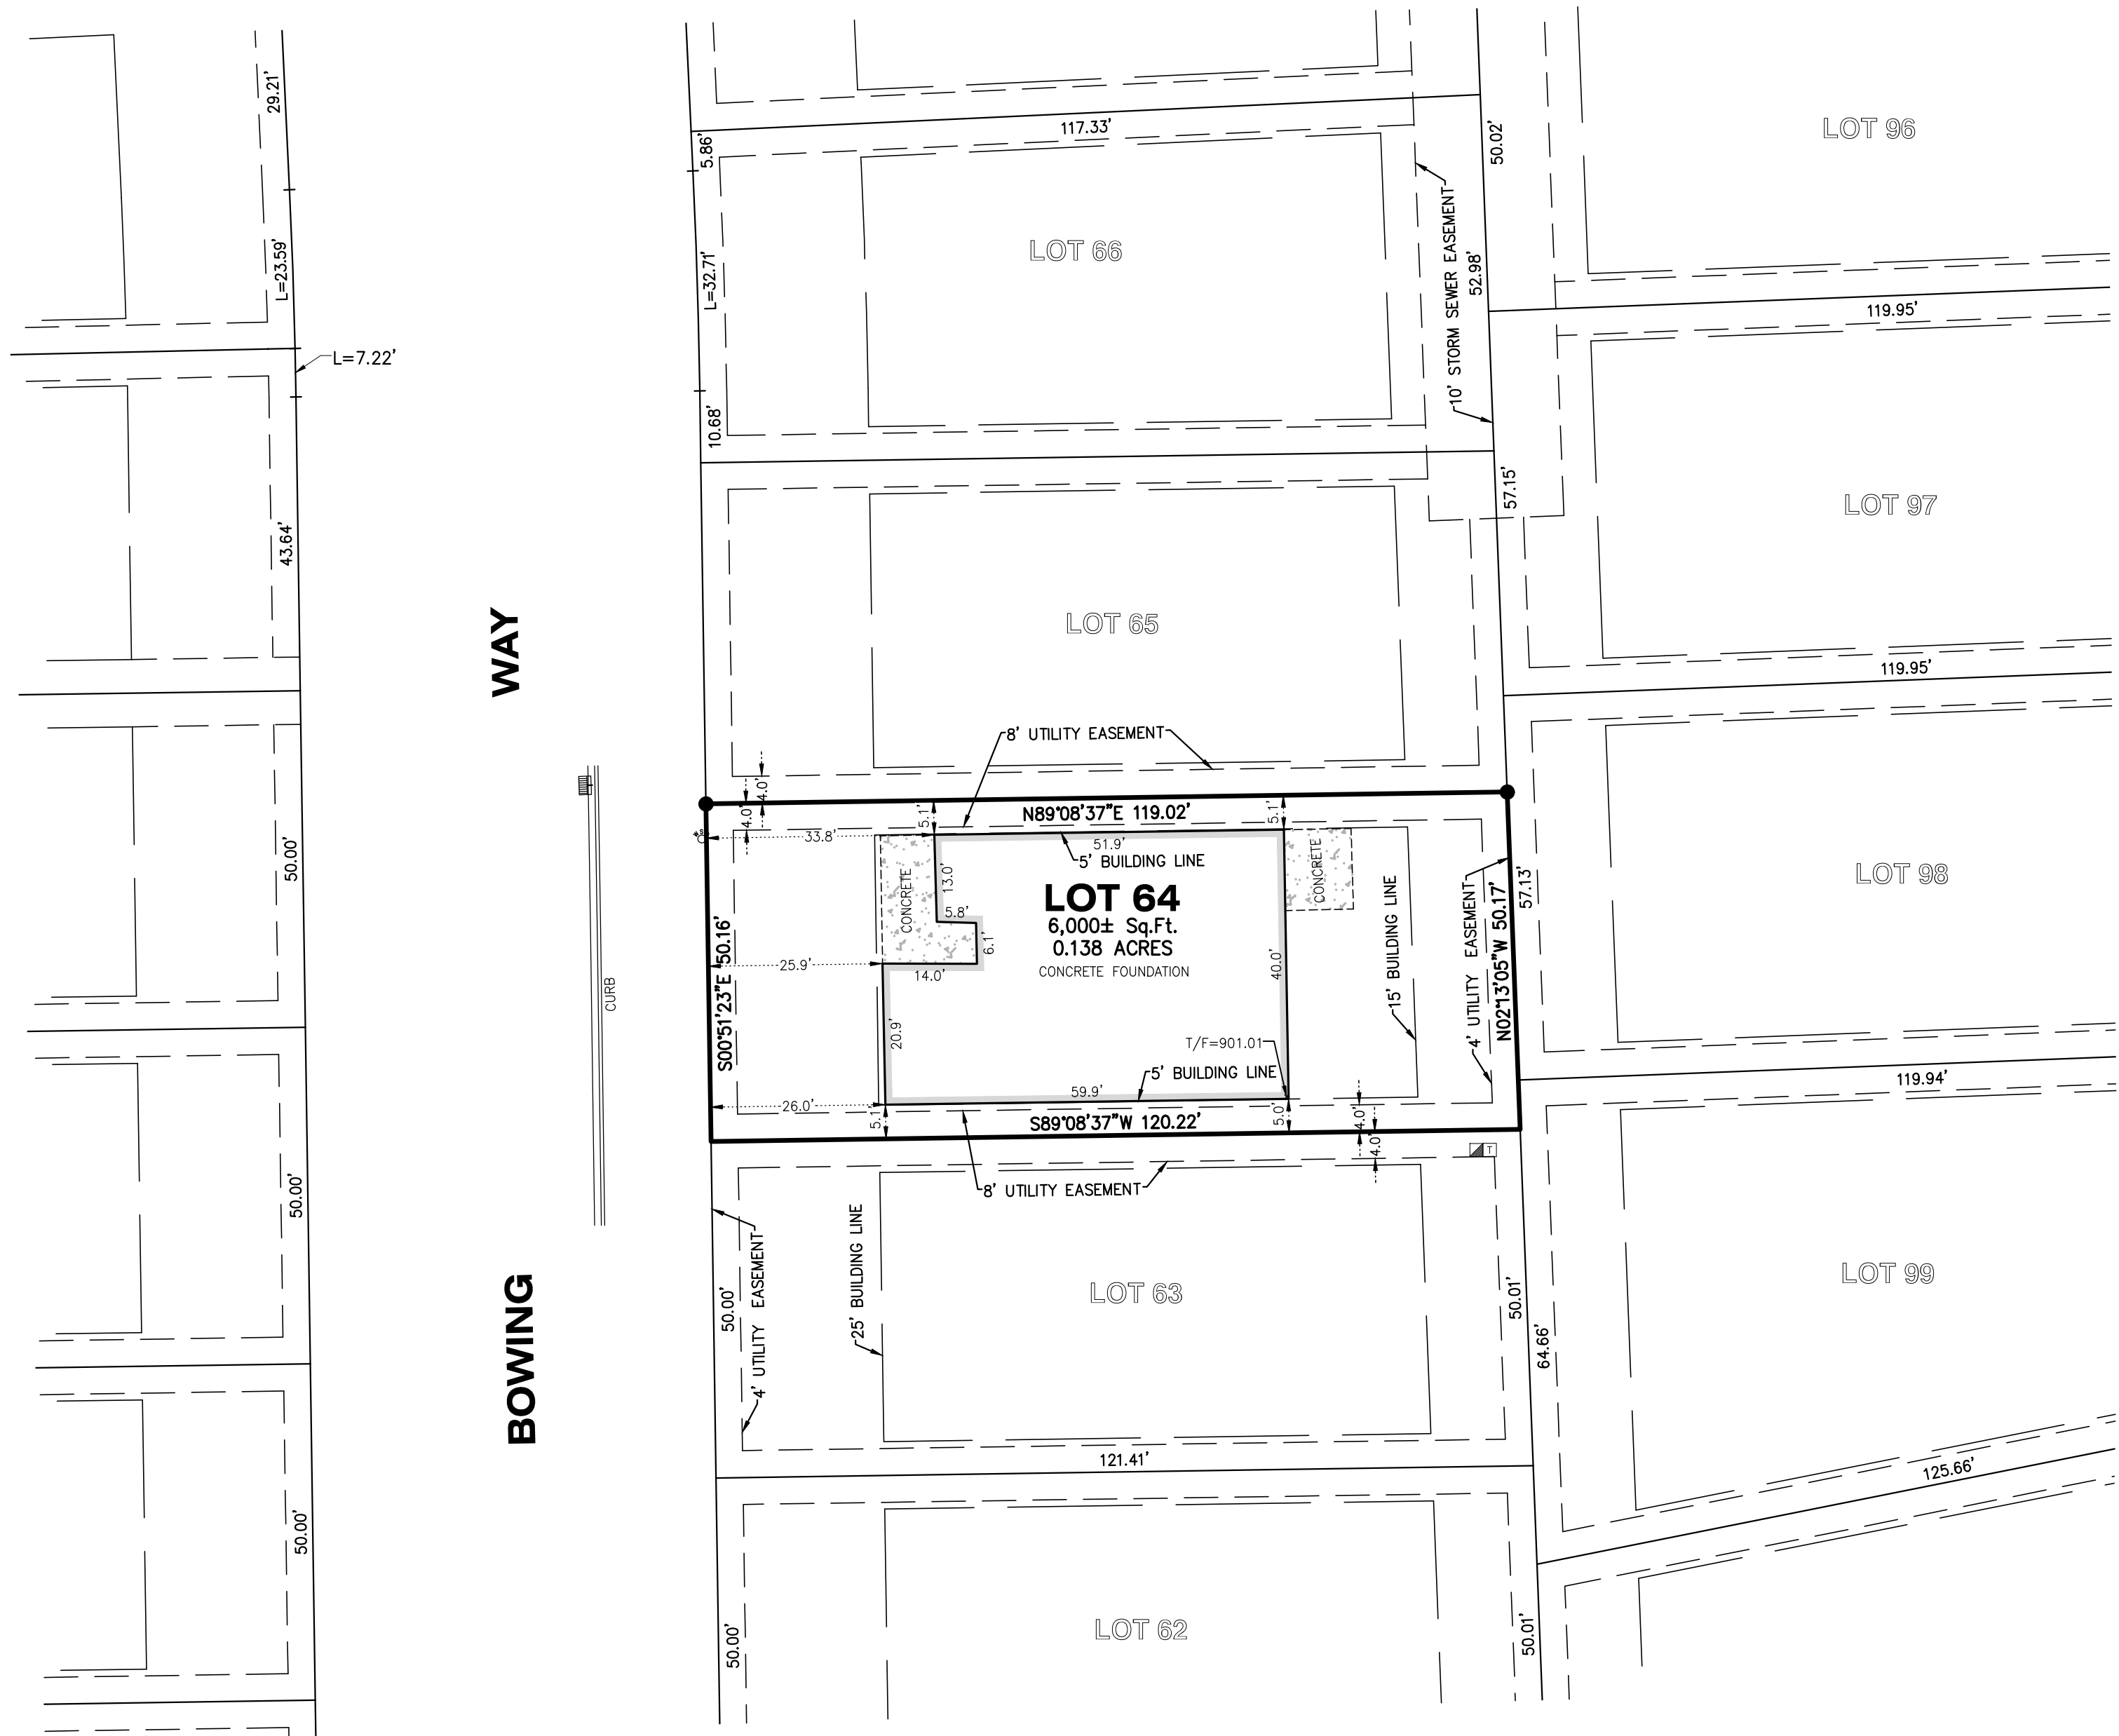 29.21'
L=23.59'
L=7.22'
43.64'
50.00'
50.00'
50.00'
WAY
BOWING
CURB
5.86'
117.33'
50.02'
LOT 66
L=32.71'
10.68'
10' STORM SEWER EASEMENT
52.98'
57.15'
LOT 65
8' UTILITY EASEMENT
4.0'
4.0'
N89°08'37"E 119.02'
5.1'
5.1'
33.8'
51.9'
5' BUILDING LINE
CONCRETE
13.0'
5.8'
6.1'
14.0'
LOT 64
6,000± Sq.Ft.
0.138 ACRES
CONCRETE FOUNDATION
CONCRETE
40.0'
15' BUILDING LINE
4' UTILITY EASEMENT
N02°13'05"W 50.17'
57.13'
S00°51'23"E 50.16'
25.9'
20.9'
T/F=901.01
5' BUILDING LINE
59.9'
26.0'
5.1'
S89°08'37"W 120.22'
5.0'
4.0'
4.0'
T
8' UTILITY EASEMENT
4' UTILITY EASEMENT
50.00'
25' BUILDING LINE
LOT 63
50.01'
64.66'
121.41'
LOT 62
50.00'
50.01'
LOT 96
119.95'
LOT 97
119.95'
LOT 98
119.94'
LOT 99
125.66'